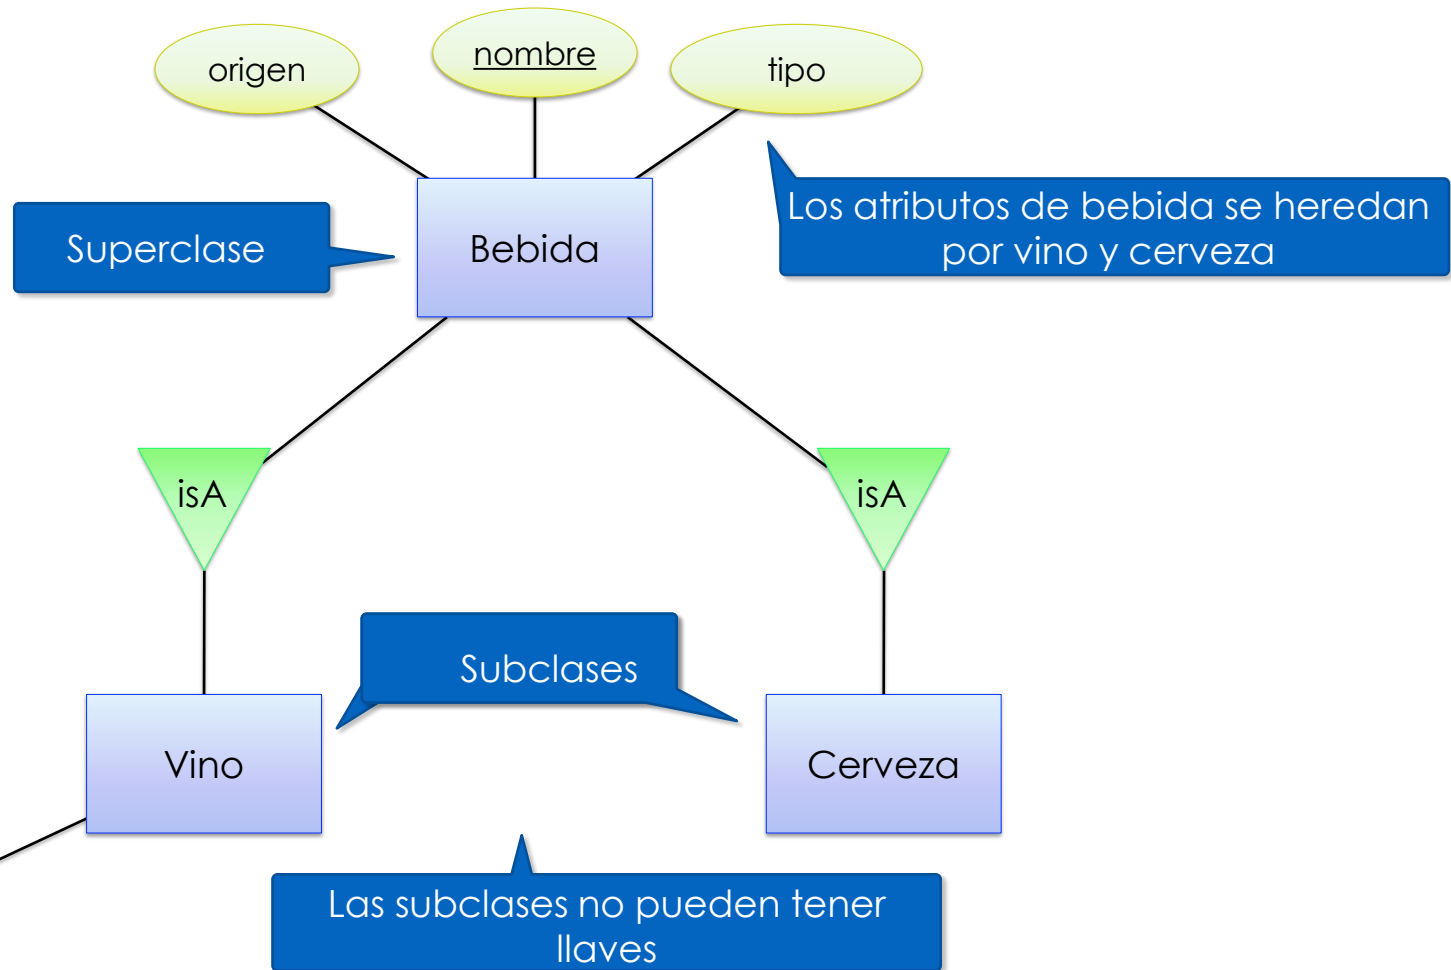 origen
nombre
tipo
Superclase
Bebida
Los atributos de bebida se heredan
por vino y cerveza
isA
isA
Subclases
Vino
Cerveza
Las subclases no pueden tener
llaves